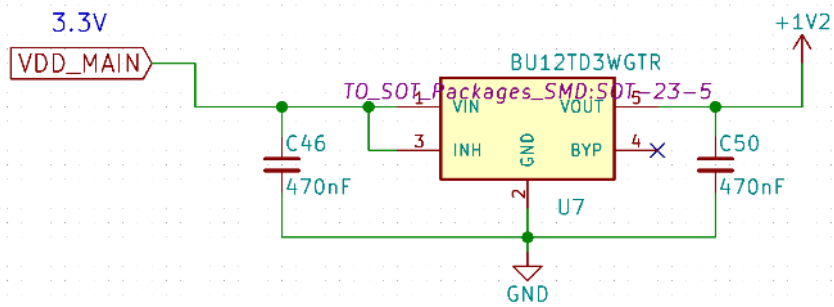 3.3V
VDD_MAIN
+1V2
BU12TD3WGTR
TO_SOT_Packages_SMD:SOT-23-5
1
VIN
VOUT
5
3
INH
GND
BYP
4
2
U7
C46
470nF
C50
470nF
GND